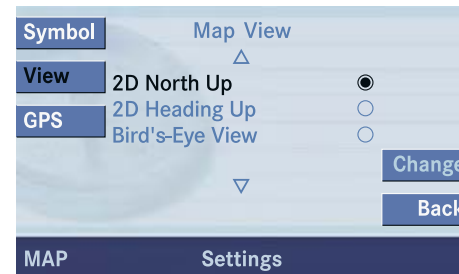 Symbol
Map View
View
2D North Up
GPS
2D Heading Up
Bird's-Eye View
Change
Back
MAP
Settings